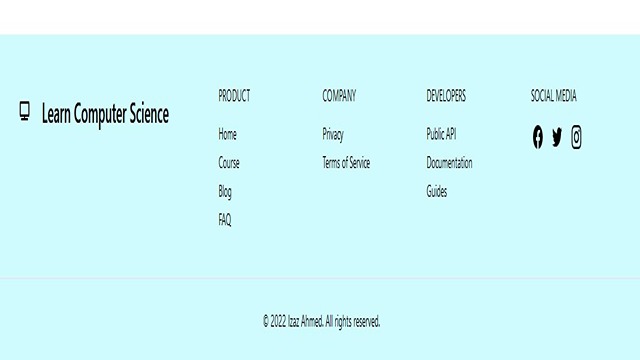 Learn Computer Science
PRODUCT
Home
Course
Blog
FAQ
COMPANY
Privacy
Terms of Service
DEVELOPERS
Public API
Documentation
Guides
SOCIAL MEDIA
© 2022 Izaz Ahmed. All rights reserved.